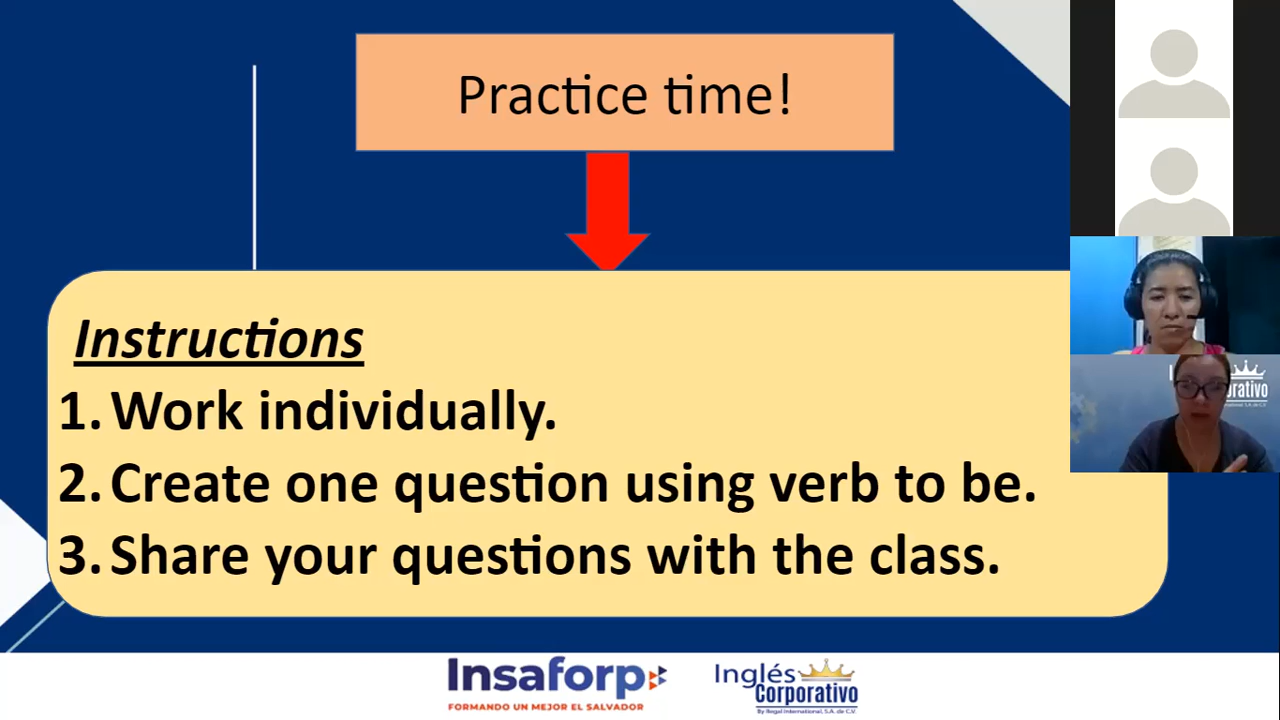 Practice time!
Instructions
1. Work individually.
2. Create one question using verb to be.
3. Share your questions with the class.
Insaforp
FORMANDO UN MEJOR EL SALVADOR
Inglés
Corporativo
By Regal International, S.A. de C.V.